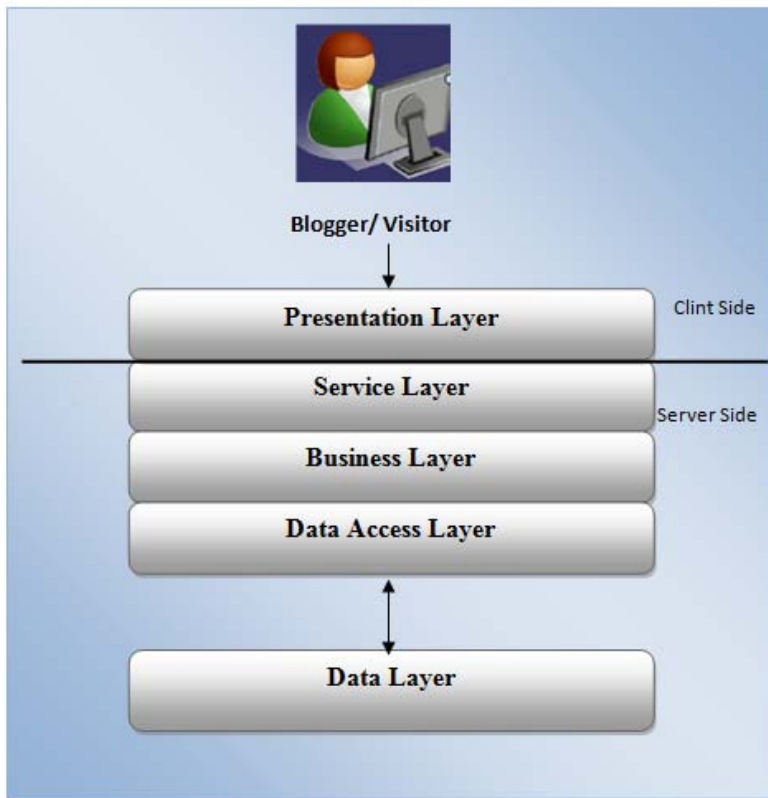 Blogger/ Visitor
Presentation Layer
Clint Side
Service Layer
Server Side
Business Layer
Data Access Layer
Data Layer